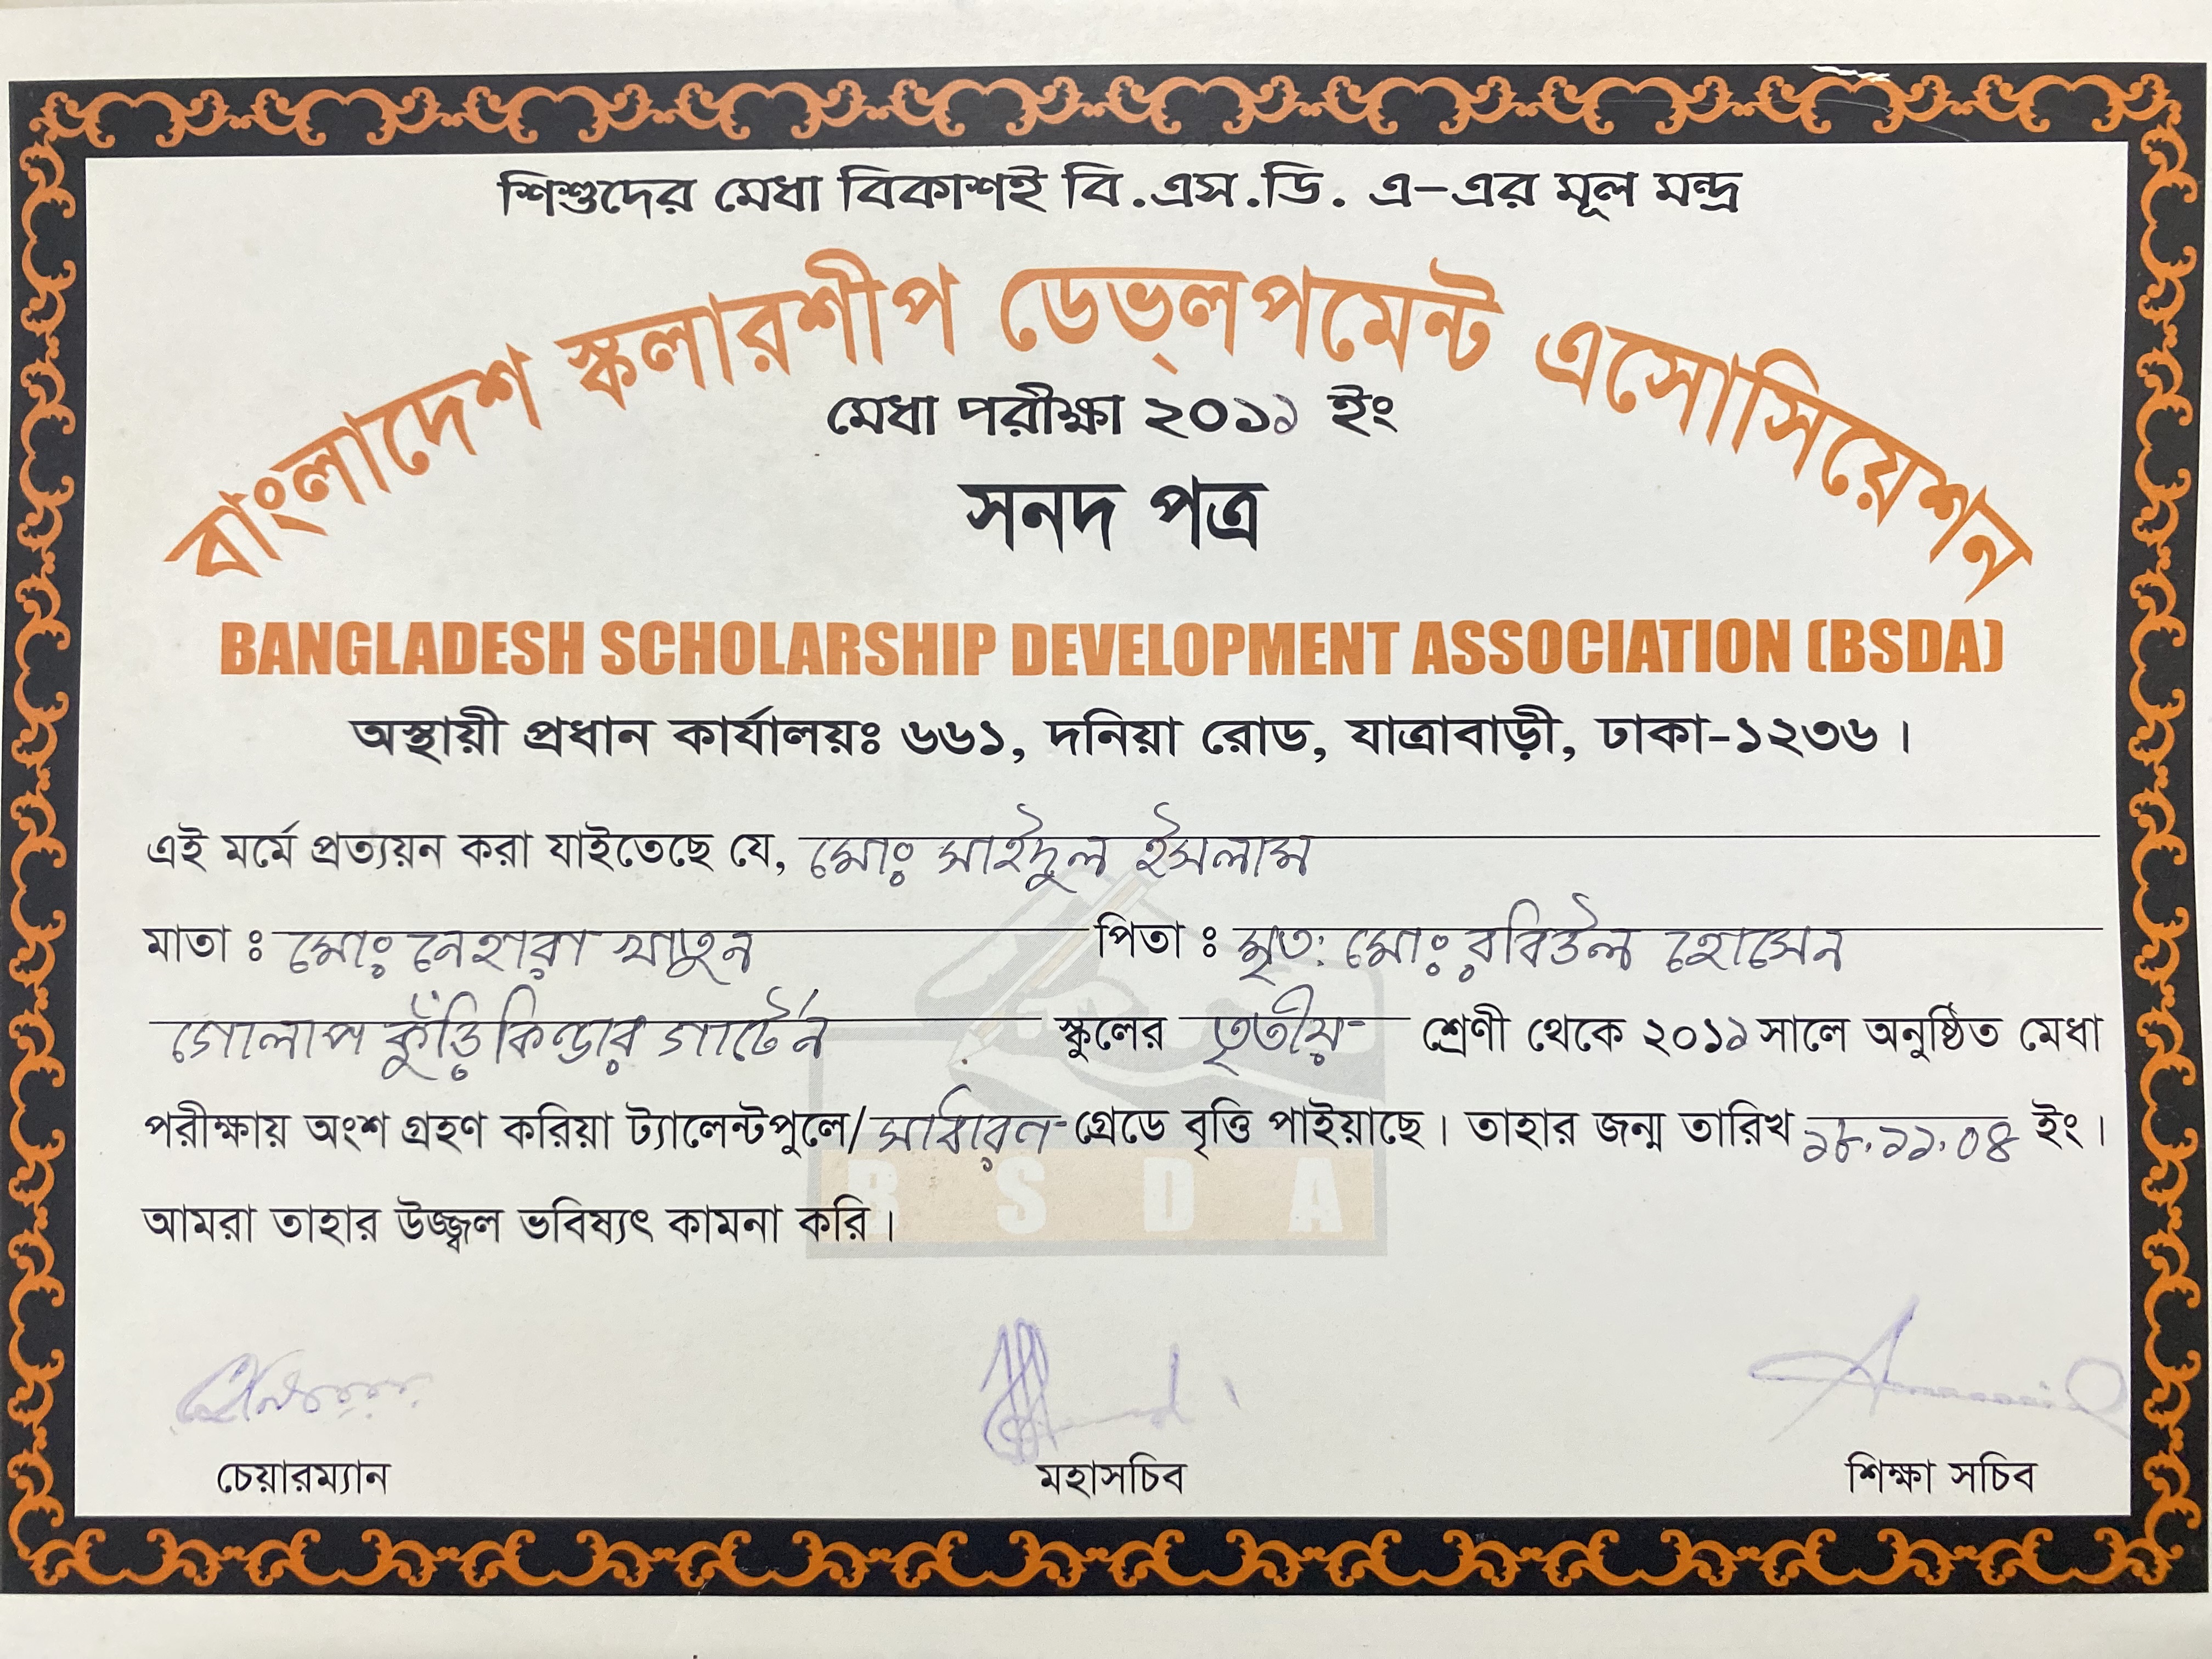 শিশুদের মেধা বিকাশই বি.এস.ডি. এ-এর মূল মন্দ্র
বাংলাদেশ স্কলারশীপ ডেভ্লপমেন্ট এসোসিয়েশন
মেধা পরীক্ষা ২০১১ ইং
সনদ পত্র
BANGLADESH SCHOLARSHIP DEVELOPMENT ASSOCIATION (BSDA)
অস্থায়ী প্রধান কার্যালয়ঃ ৬৬১, দনিয়া রোড, যাত্রাবাড়ী, ঢাকা-১২৩৬।
এই মর্মে প্রত্যয়ন করা যাইতেছে যে, মোঃ সাইদুল ইসলাম
মাতা : মোঃ নেহারা খাতুন পিতা : মৃত: মোঃ রবিউল হোসেন
গোলাপ কুঁড়ি কিন্ডার গার্টেন স্কুলের তৃতীয় শ্রেণী থেকে ২০১১ সালে অনুষ্ঠিত মেধা
পরীক্ষায় অংশ গ্রহণ করিয়া ট্যালেন্টপুলে/সাধারন গ্রেডে বৃত্তি পাইয়াছে। তাহার জন্ম তারিখ ১৮.১১.০৪ ইং।
আমরা তাহার উজ্জ্বল ভবিষ্যৎ কামনা করি।
B S D A
চেয়ারম্যান মহাসচিব শিক্ষা সচিব